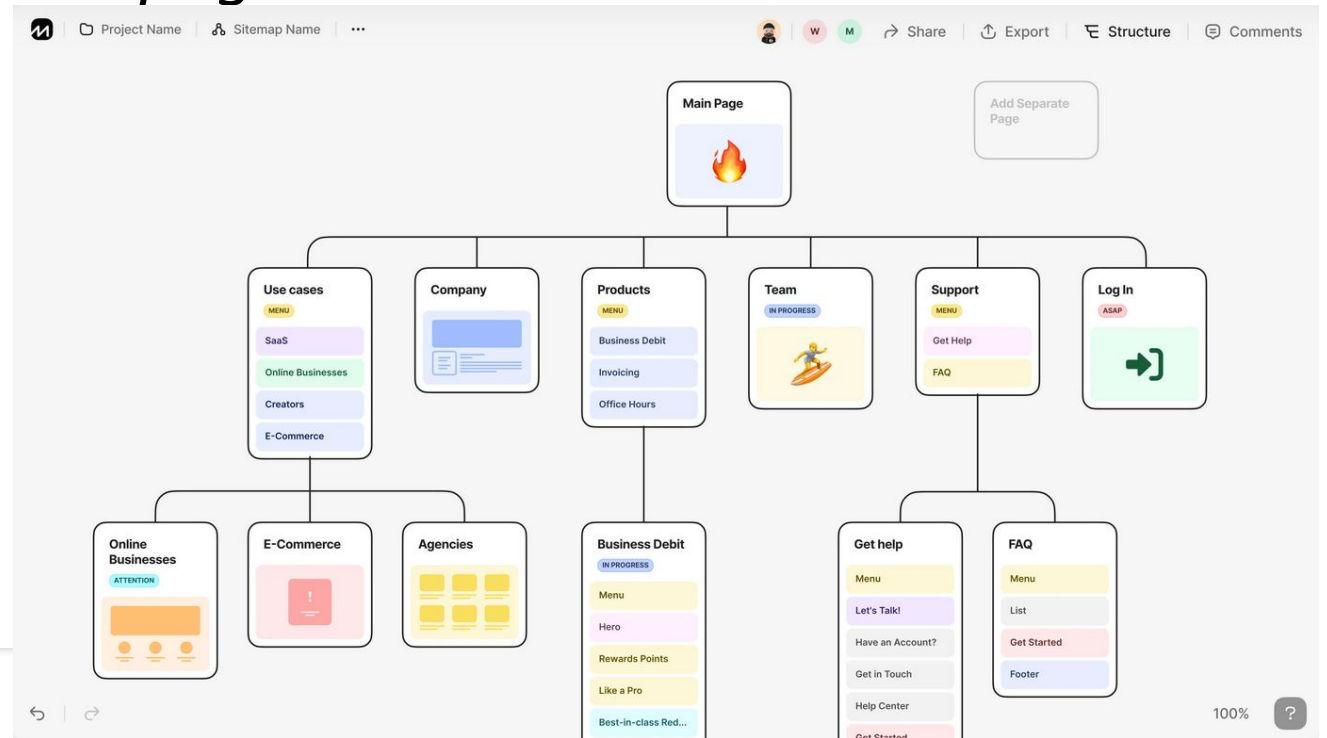 Project Name
Sitemap Name
W
M
Share
Export
Structure
Comments
Main Page
Add Separate
Page
Use cases
MENU
SaaS
Online Businesses
Creators
E-Commerce
Company
Products
MENU
Business Debit
Invoicing
Office Hours
Team
IN PROGRESS
Support
MENU
Get Help
FAQ
Log In
ASAP
Online
Businesses
ATTENTION
E-Commerce
!
Agencies
Business Debit
IN PROGRESS
Menu
Hero
Rewards Points
Like a Pro
Best-in-class Red...
Get help
Menu
Let's Talk!
Have an Account?
Get in Touch
Help Center
Get Started
FAQ
Menu
List
Get Started
Footer
100%
?